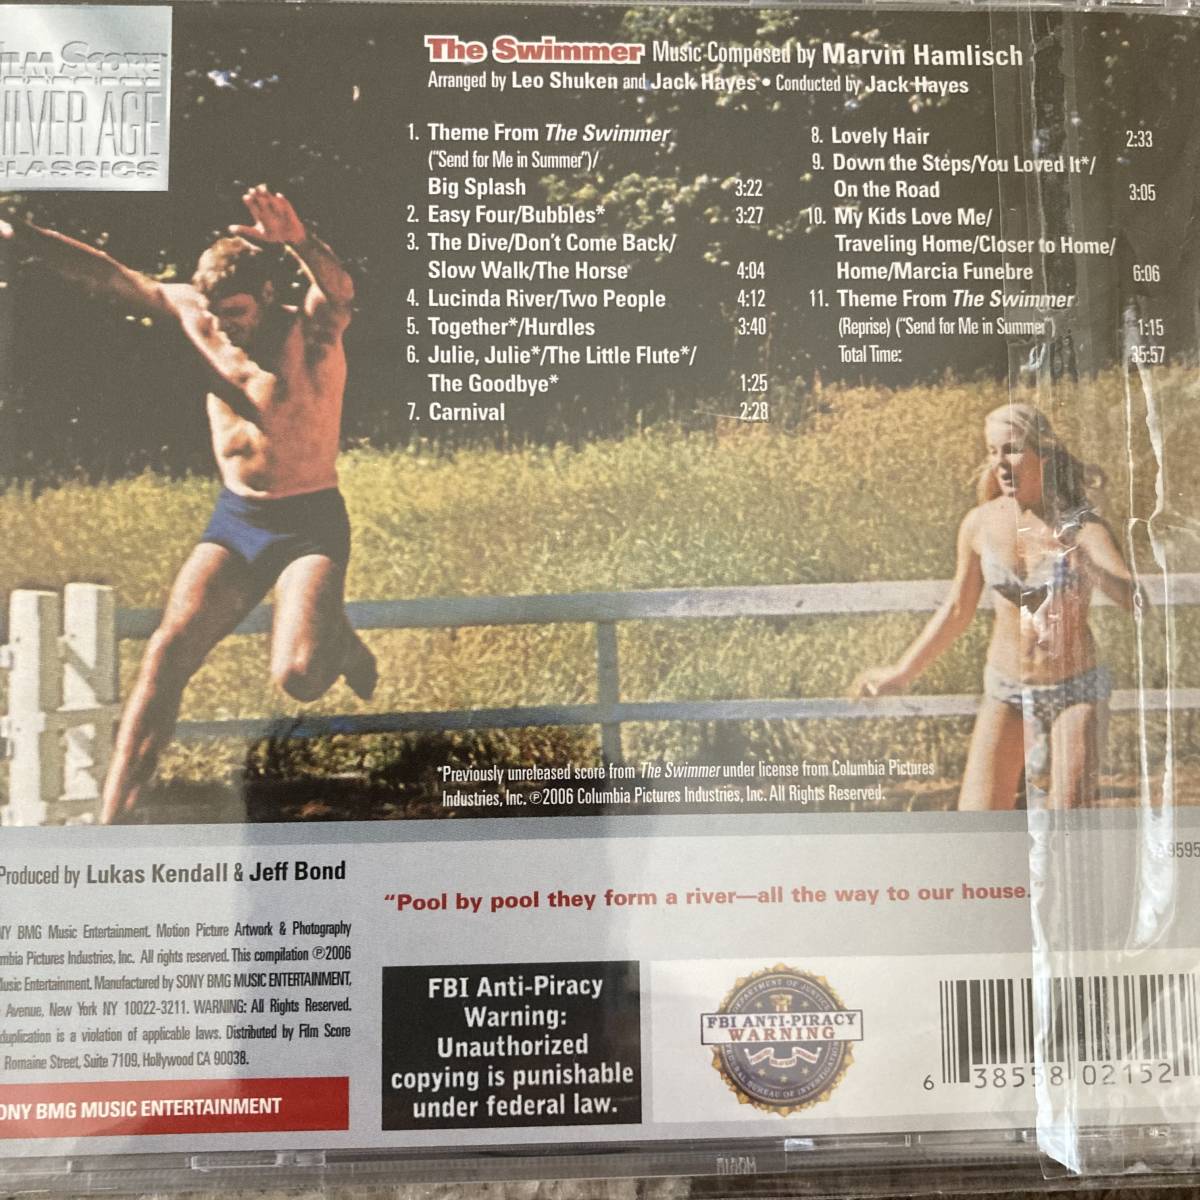 FILM SCORE
SILVER AGE
CLASSICS
The Swimmer Music Composed by Marvin Hamlisch
Arranged by Leo Shuken and Jack Hayes • Conducted by Jack Hayes
1. Theme From The Swimmer
("Send for Me in Summer")/
Big Splash 3:22
2. Easy Four/Bubbles* 3:27
3. The Dive/Don't Come Back/
Slow Walk/The Horse 4:04
4. Lucinda River/Two People 4:12
5. Together*/Hurdles 3:40
6. Julie, Julie*/The Little Flute*/
The Goodbye* 1:25
7. Carnival 2:28
8. Lovely Hair 2:33
9. Down the Steps/You Loved It*/
On the Road 3:05
10. My Kids Love Me/
Traveling Home/Closer to Home/
Home/Marcia Funebre 6:06
11. Theme From The Swimmer
(Reprise) ("Send for Me in Summer") 1:15
Total Time: 35:57
*Previously unreleased score from The Swimmer under license from Columbia Pictures
Industries, Inc. ℗2006 Columbia Pictures Industries, Inc. All Rights Reserved.
Produced by Lukas Kendall & Jeff Bond
"Pool by pool they form a river—all the way to our house."
NY BMG Music Entertainment. Motion Picture Artwork & Photography
mbia Pictures Industries, Inc. All rights reserved. This compilation ℗2006
Music Entertainment. Manufactured by SONY BMG MUSIC ENTERTAINMENT,
Avenue, New York NY 10022-3211. WARNING: All Rights Reserved.
duplication is a violation of applicable laws. Distributed by Film Score
Romaine Street, Suite 7109, Hollywood CA 90038.
ONY BMG MUSIC ENTERTAINMENT
FBI Anti-Piracy
Warning:
Unauthorized
copying is punishable
under federal law.
DEPARTMENT OF JUSTICE
FBI ANTI-PIRACY
WARNING
FEDERAL BUREAU OF INVESTIGATION
6 38558 02152